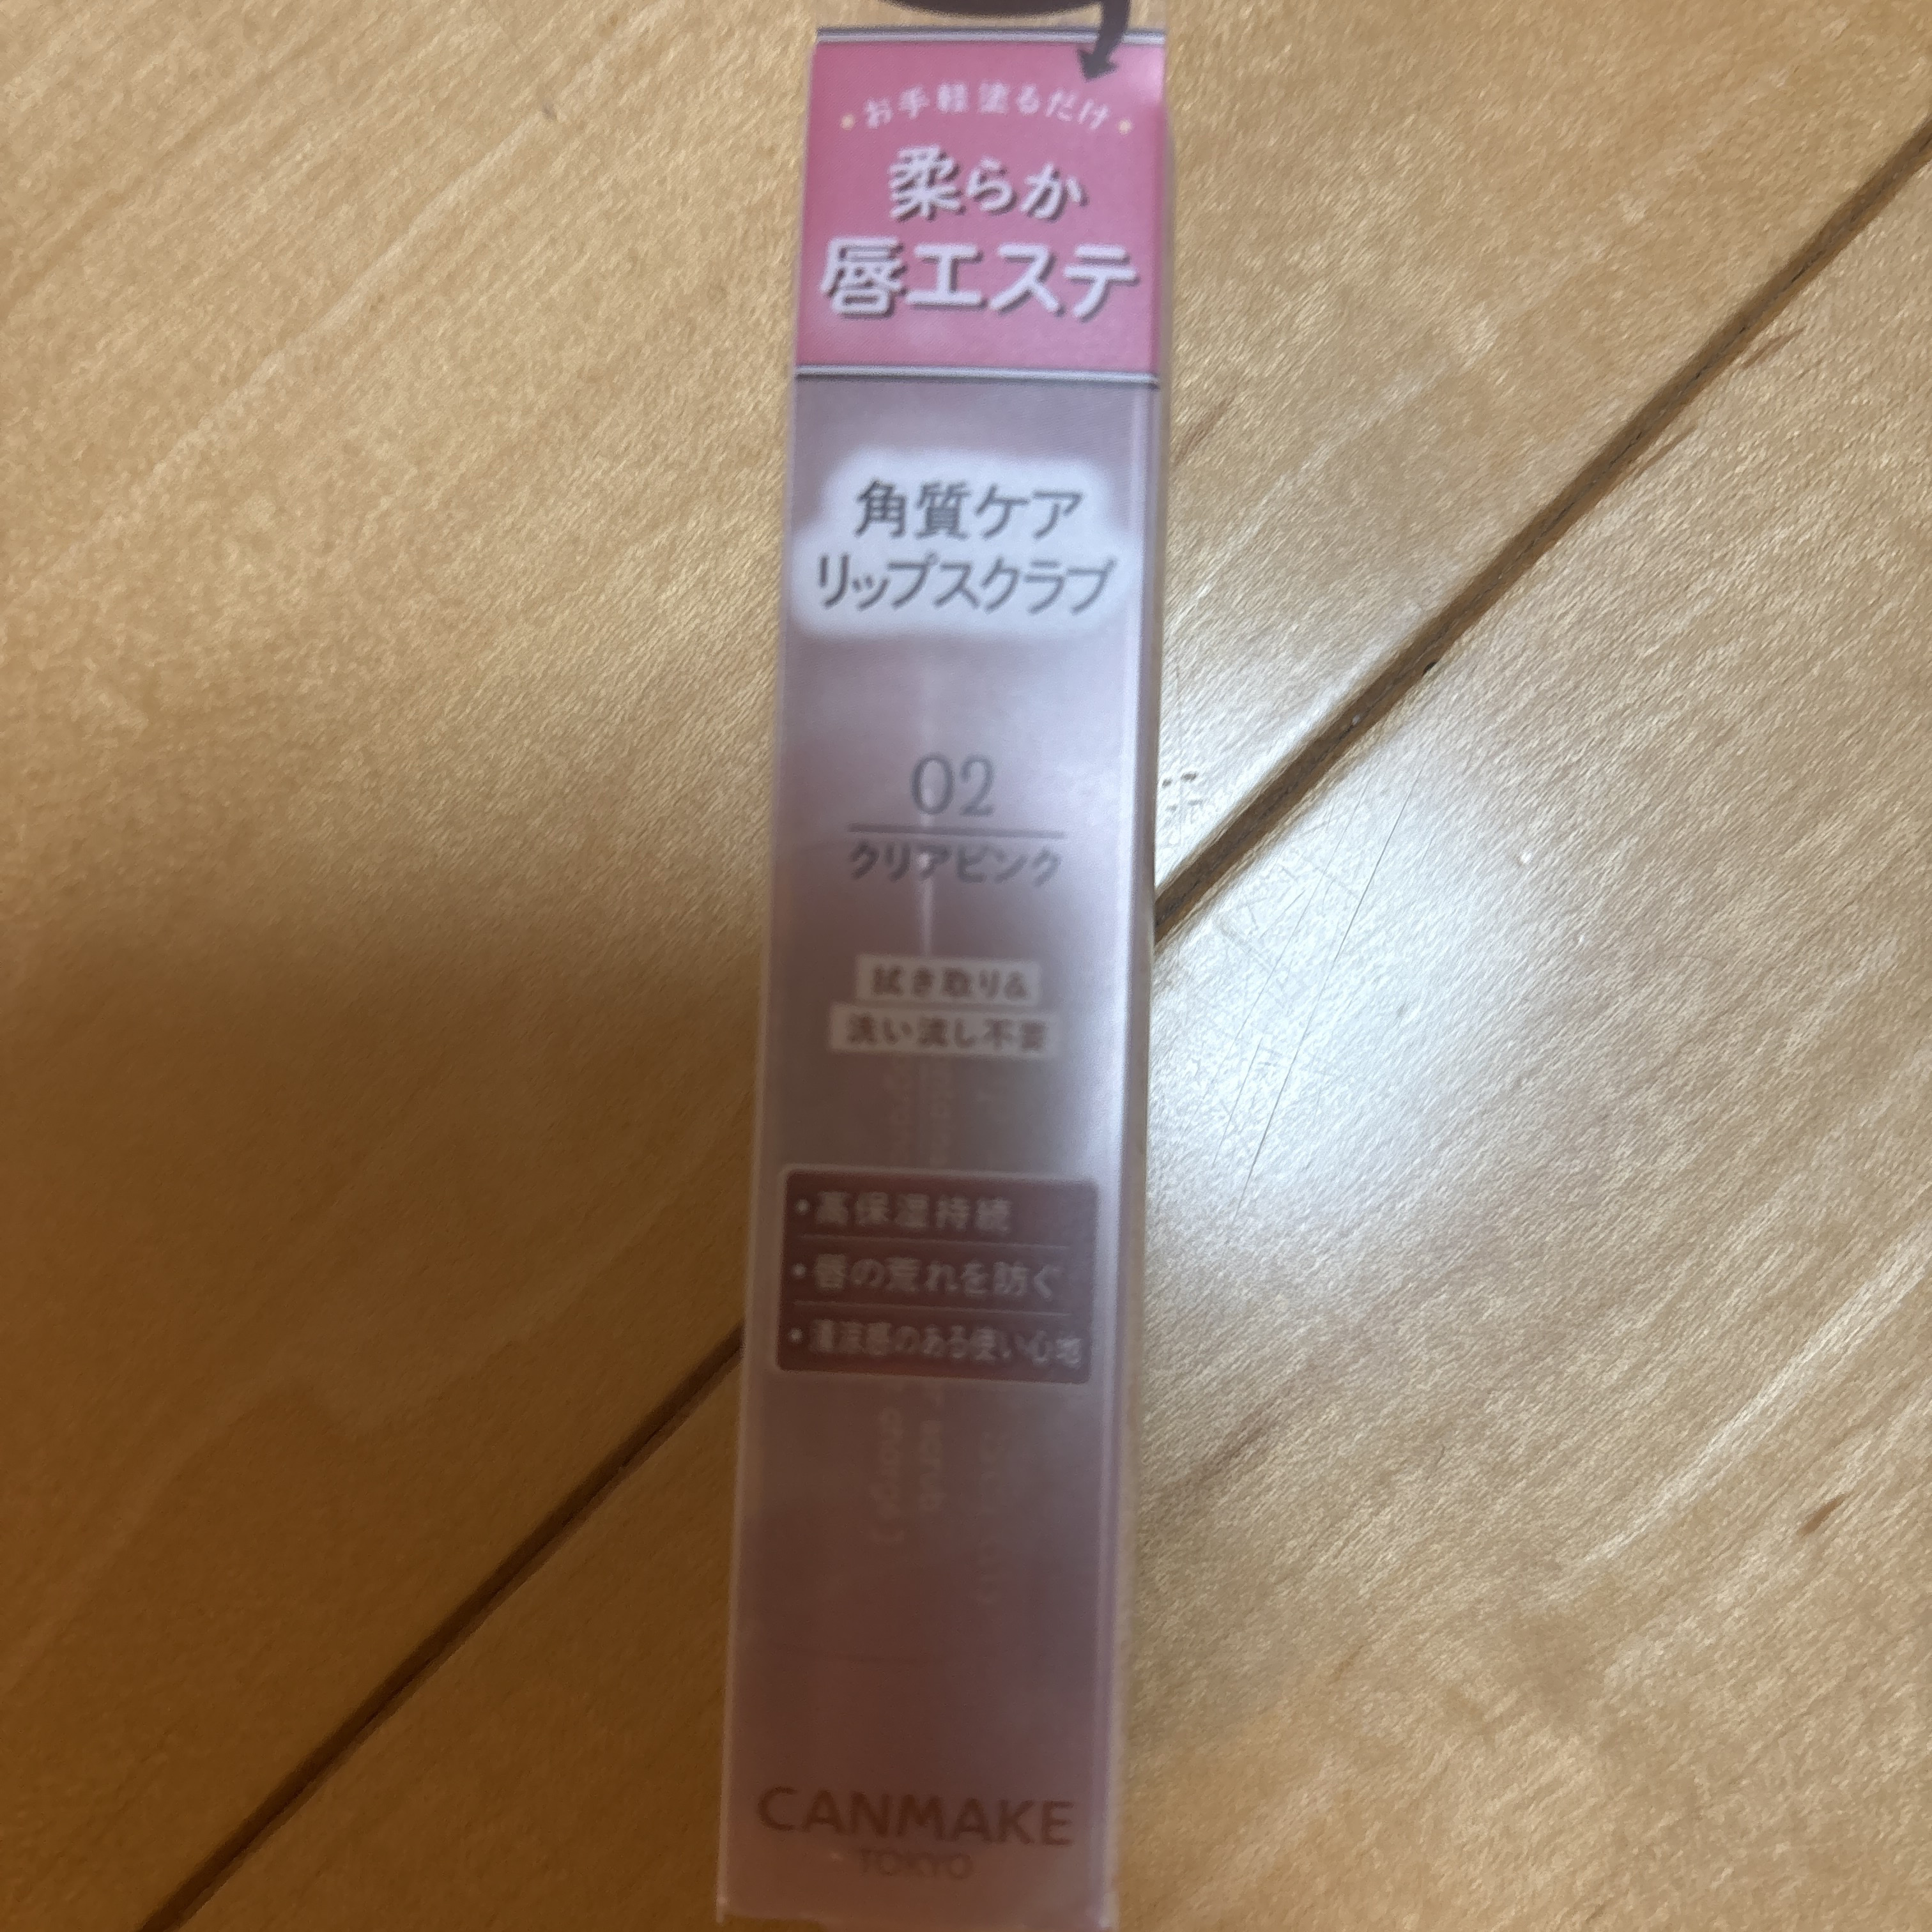 お手軽塗るだけ
柔らか
唇エステ
角質ケア
リップスクラブ
02
クリアピンク
拭き取り&
洗い流し不要
・高保湿持続
・唇の荒れを防ぐ
・清涼感のある使い心地
scrub
CANMAKE
TOKYO